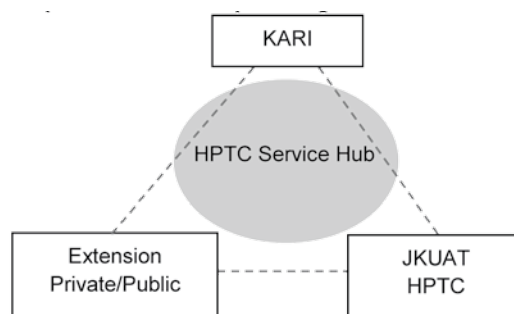 KARI
HPTC Service Hub
Extension
Private/Public
JKUAT
HPTC